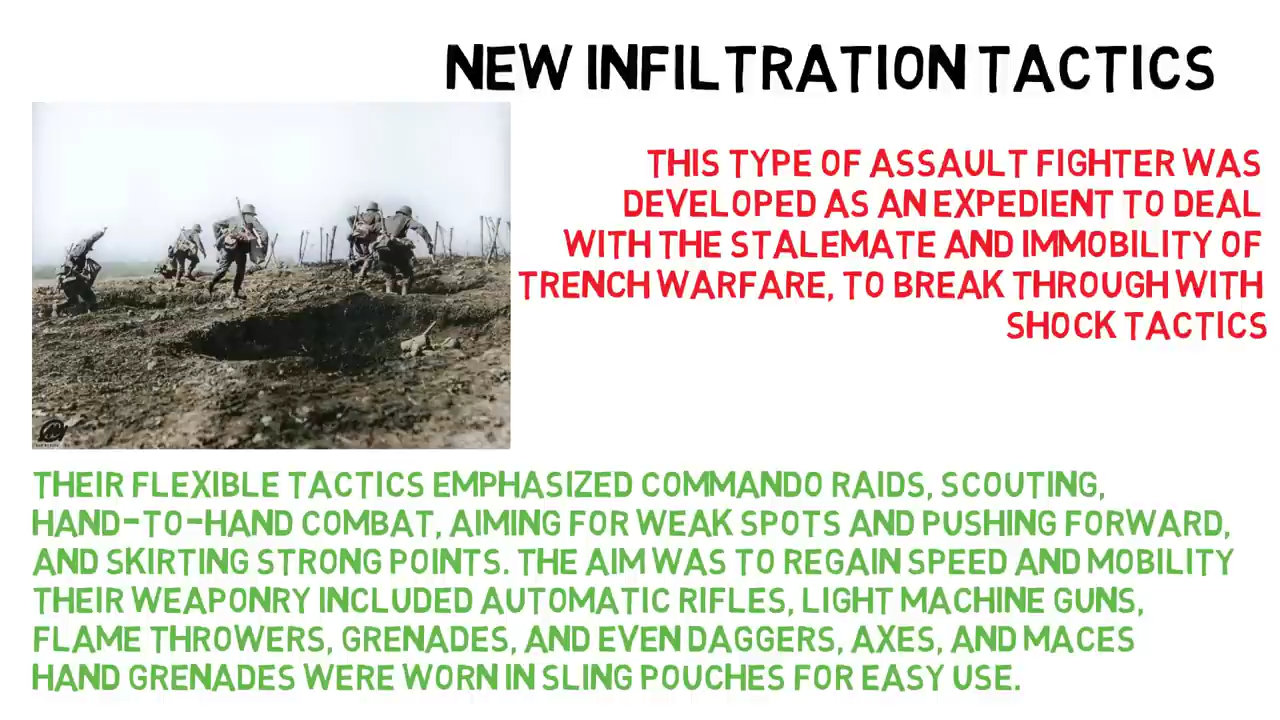 NEW INFILTRATION TACTICS
THIS TYPE OF ASSAULT FIGHTER WAS
DEVELOPED AS AN EXPEDIENT TO DEAL
WITH THE STALEMATE AND IMMOBILITY OF
TRENCH WARFARE, TO BREAK THROUGH WITH
SHOCK TACTICS
THEIR FLEXIBLE TACTICS EMPHASIZED COMMANDO RAIDS, SCOUTING,
HAND-TO-HAND COMBAT, AIMING FOR WEAK SPOTS AND PUSHING FORWARD,
AND SKIRTING STRONG POINTS. THE AIM WAS TO REGAIN SPEED AND MOBILITY
THEIR WEAPONRY INCLUDED AUTOMATIC RIFLES, LIGHT MACHINE GUNS,
FLAME THROWERS, GRENADES, AND EVEN DAGGERS, AXES, AND MACES
HAND GRENADES WERE WORN IN SLING POUCHES FOR EASY USE.